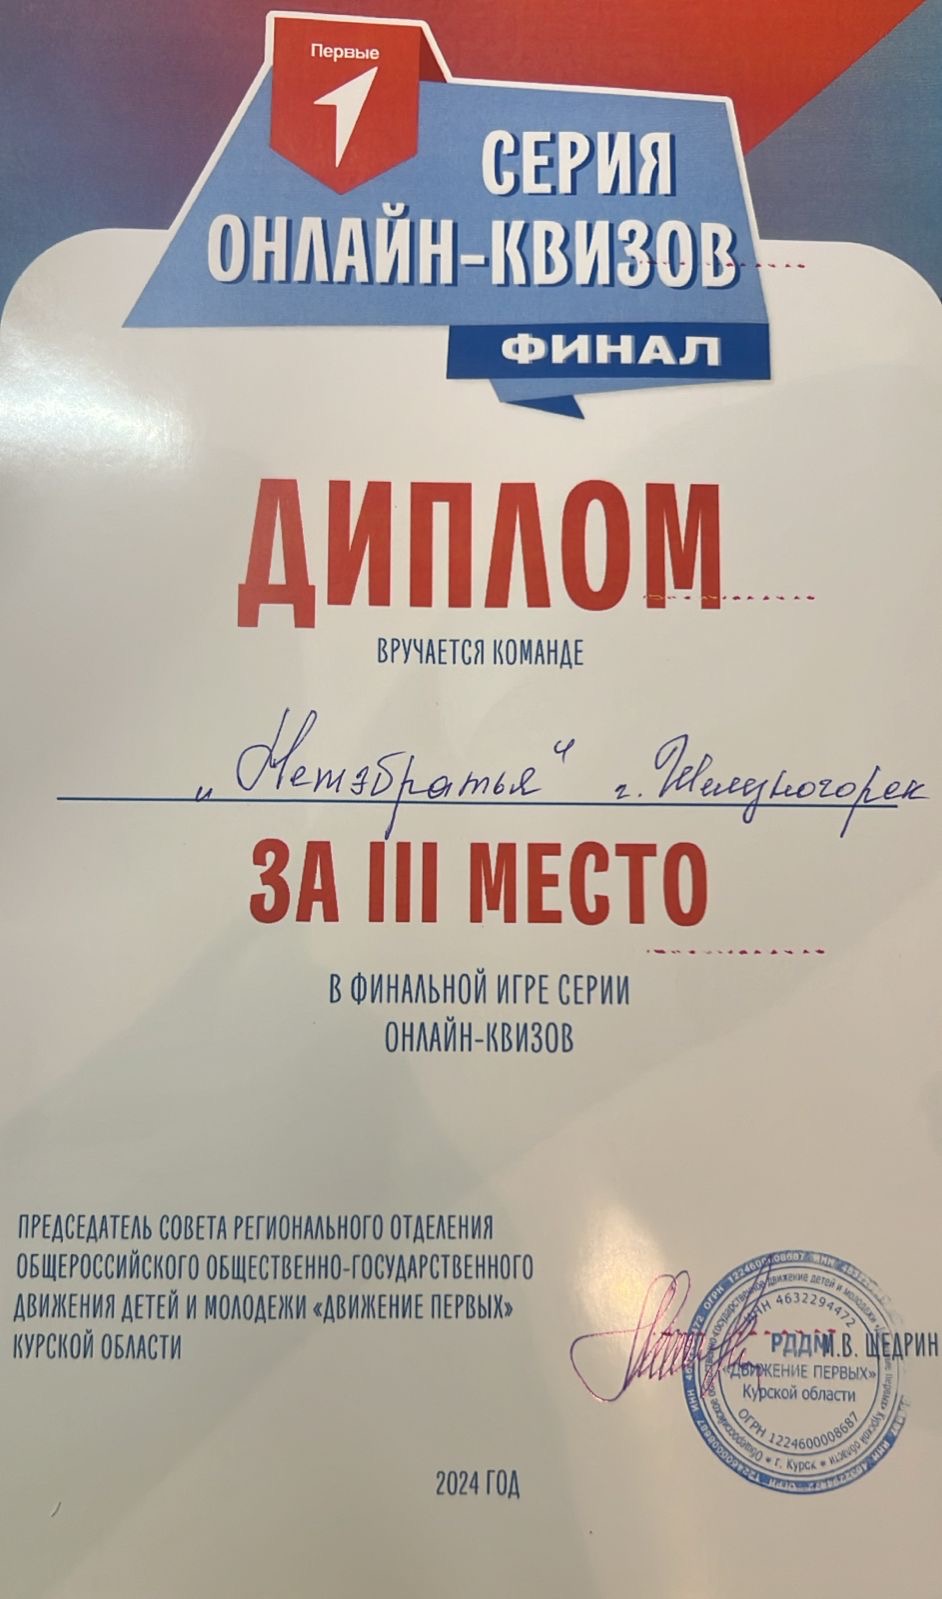 Первые
СЕРИЯ
ОНЛАЙН-КВИЗОВ
ФИНАЛ
ДИПЛОМ
ВРУЧАЕТСЯ КОМАНДЕ
„Метэбратья“ г. Железногорск
ЗА III МЕСТО
В ФИНАЛЬНОЙ ИГРЕ СЕРИИ
ОНЛАЙН-КВИЗОВ
ПРЕДСЕДАТЕЛЬ СОВЕТА РЕГИОНАЛЬНОГО ОТДЕЛЕНИЯ
ОБЩЕРОССИЙСКОГО ОБЩЕСТВЕННО-ГОСУДАРСТВЕННОГО
ДВИЖЕНИЯ ДЕТЕЙ И МОЛОДЕЖИ «ДВИЖЕНИЕ ПЕРВЫХ»
КУРСКОЙ ОБЛАСТИ
М.В. ЩЕДРИН
ИНН 4632294472
РДДМ
«ДВИЖЕНИЕ ПЕРВЫХ»
Курской области
ОГРН 1224600008687
г. Курск
2024 ГОД